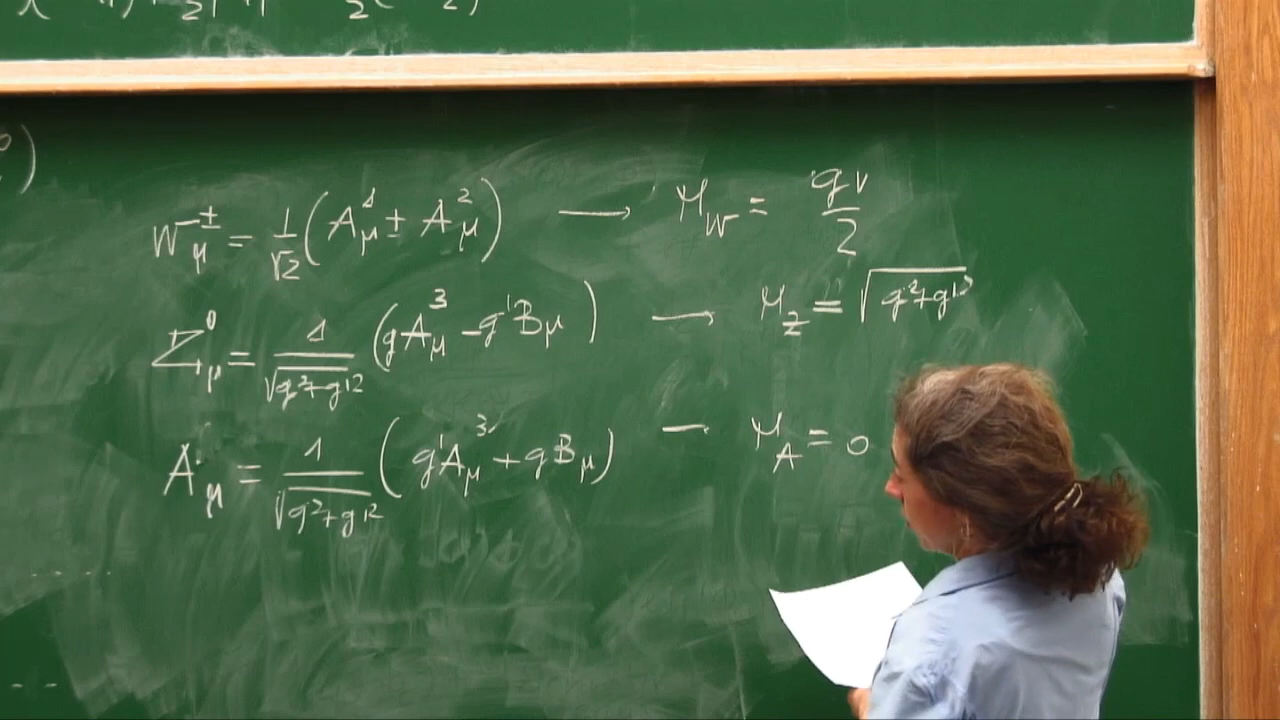 W^±_μ = 1/√2 (A^1_μ ± A^2_μ) ⟶ M_W = gv/2
Z^0_μ = 1/√(g²+g'²) (gA^3_μ - g'B_μ) ⟶ M_Z = √(g²+g'²)
A_μ = 1/√(g²+g'²) (g'A^3_μ + gB_μ) — M_A = 0